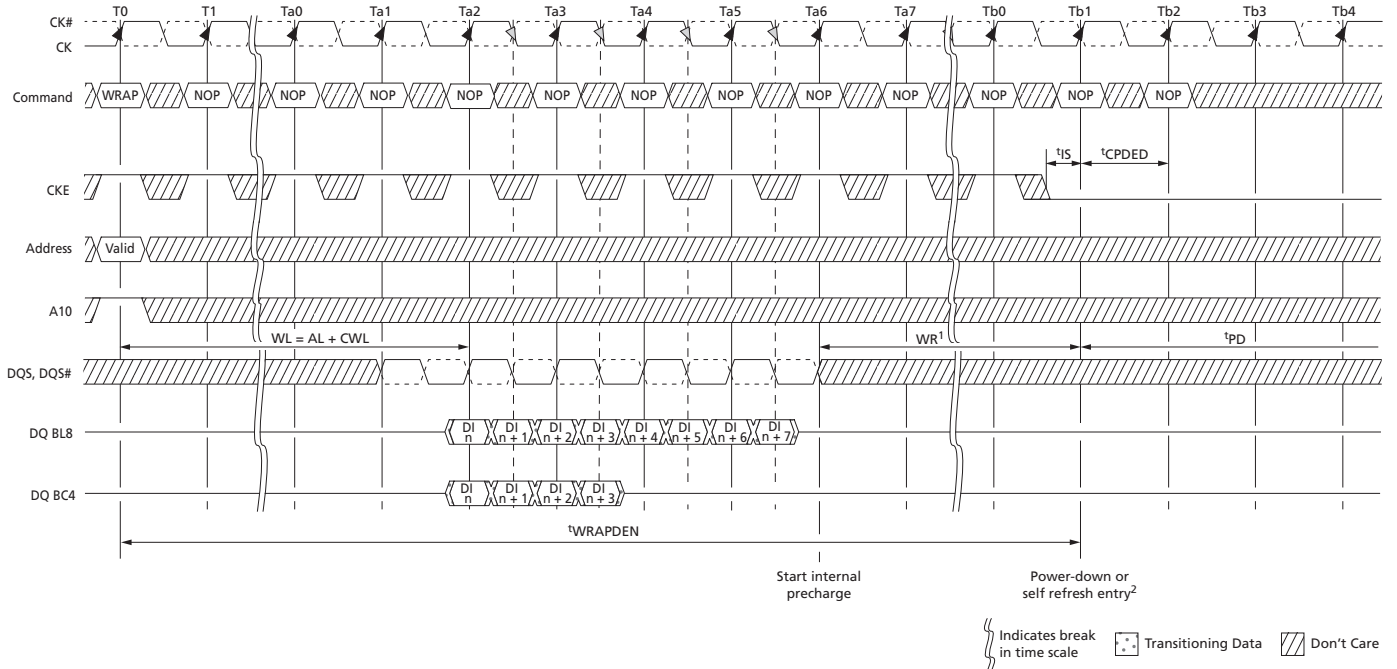 T0 T1 Ta0 Ta1 Ta2 Ta3 Ta4 Ta5 Ta6 Ta7 Tb0 Tb1 Tb2 Tb3 Tb4
CK#
CK
Command WRAP NOP NOP NOP NOP NOP NOP NOP NOP NOP NOP NOP NOP
tIS tCPDED
CKE
Address Valid
A10
WL = AL + CWL WR1 tPD
DQS, DQS#
DQ BL8 DI n DI n + 1 DI n + 2 DI n + 3 DI n + 4 DI n + 5 DI n + 6 DI n + 7
DQ BC4 DI n DI n + 1 DI n + 2 DI n + 3
tWRAPDEN
Start internal
precharge
Power-down or
self refresh entry2
Indicates break
in time scale
Transitioning Data
Don't Care